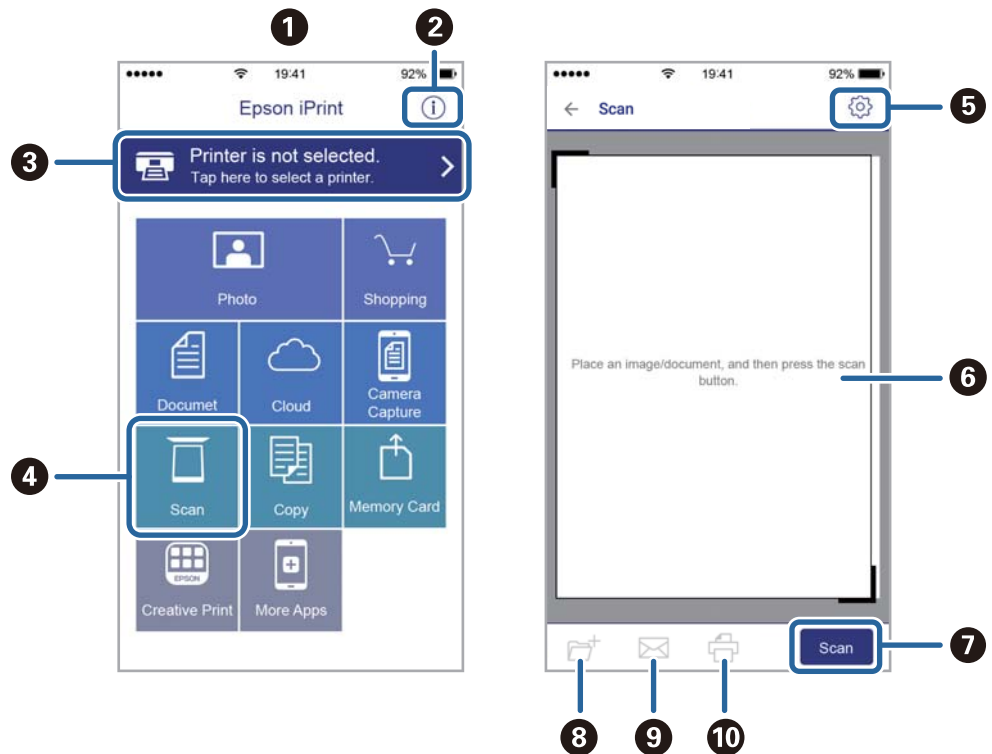 1
2
19:41
92%
Epson iPrint
i
3
Printer is not selected.
Tap here to select a printer.
Photo
Shopping
Documet
Cloud
Camera
Capture
4
Scan
Copy
Memory Card
EPSON
Creative Print
More Apps
19:41
92%
Scan
5
Place an image/document, and then press the scan
button.
6
Scan
7
8
9
10